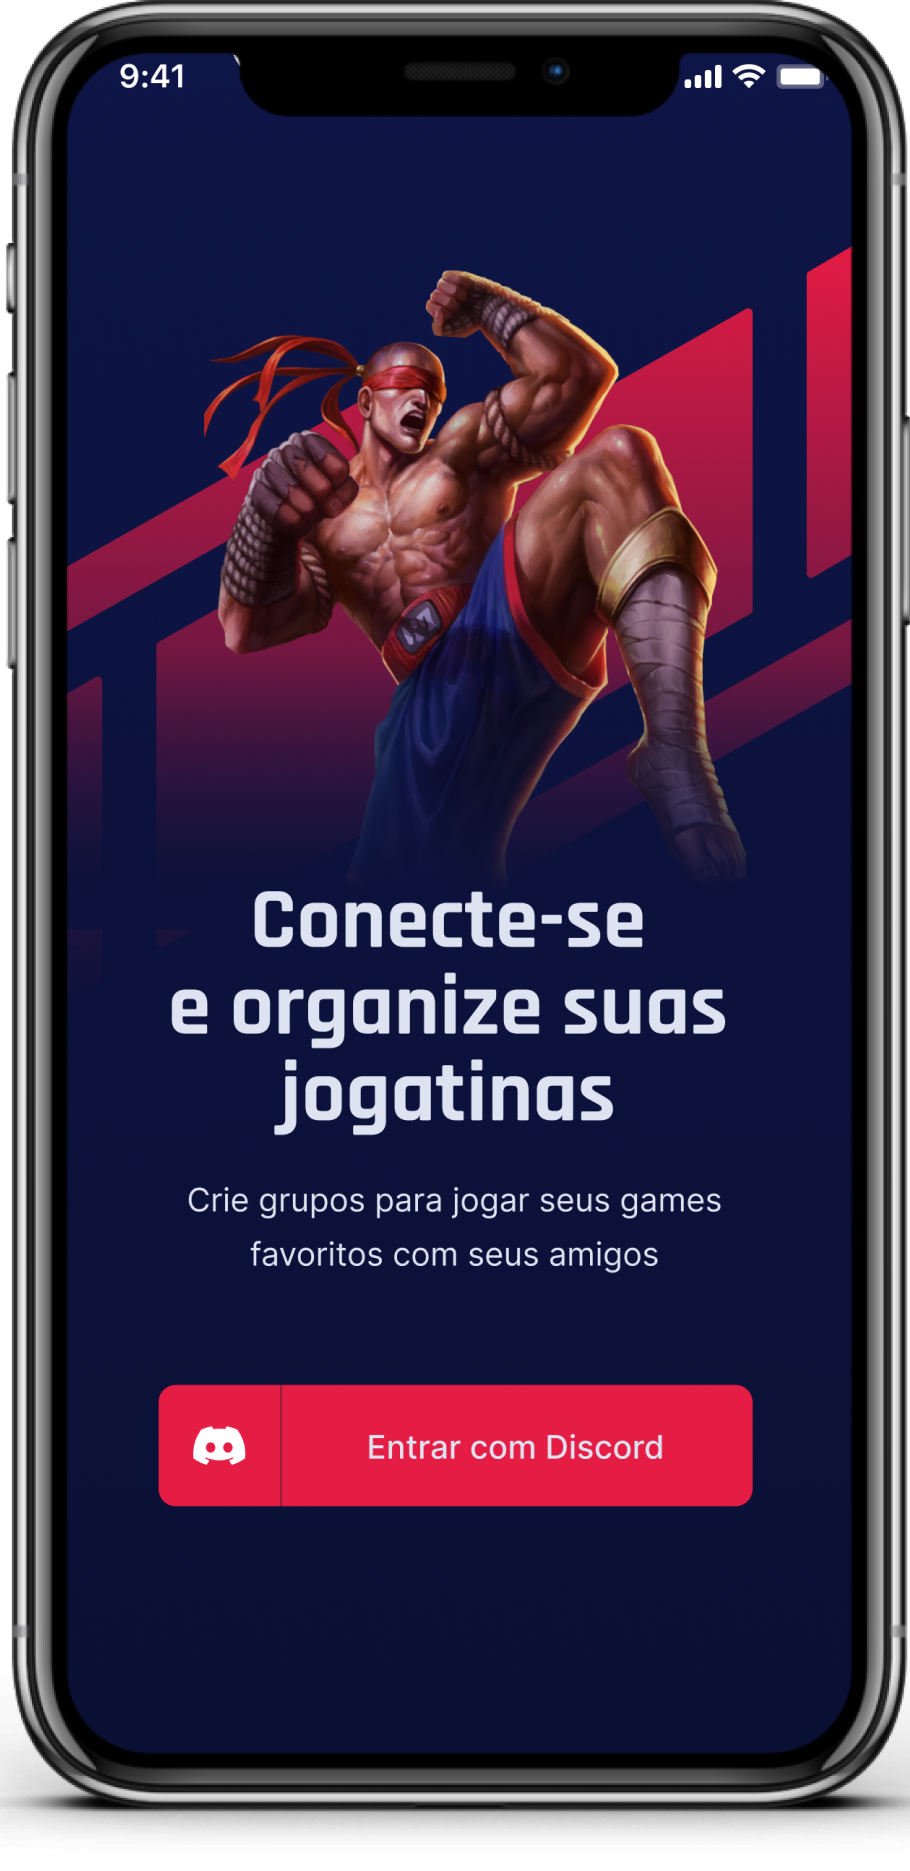 9:41
Conecte-se
e organize suas
jogatinas
Crie grupos para jogar seus games
favoritos com seus amigos
Entrar com Discord